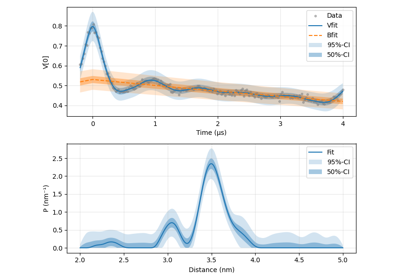 0.8
0.7
0.6
0.5
0.4
V[0]
0
1
2
3
4
Time (μs)
Data
Vfit
Bfit
95%-CI
50%-CI
2.5
2.0
1.5
1.0
0.5
0.0
P (nm⁻¹)
2.0
2.5
3.0
3.5
4.0
4.5
5.0
Distance (nm)
Fit
95%-CI
50%-CI